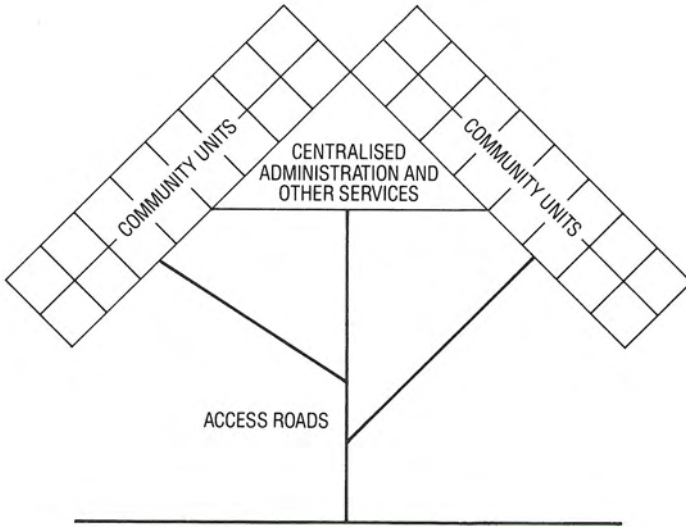 COMMUNITY UNITS
CENTRALISED
ADMINISTRATION AND
OTHER SERVICES
COMMUNITY UNITS
ACCESS ROADS